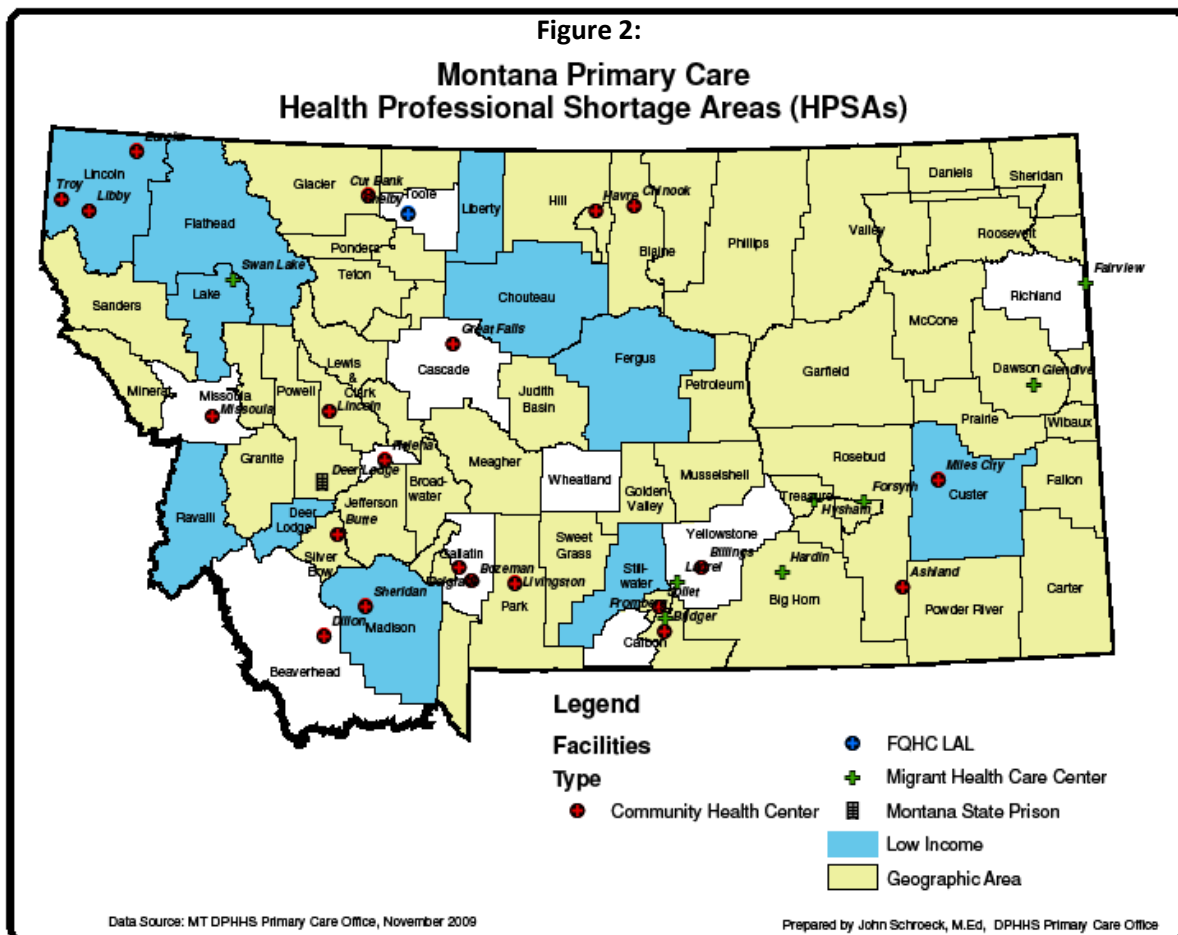 Figure 2:
Montana Primary Care
Health Professional Shortage Areas (HPSAs)
Eureka
Lincoln
Troy
Libby
Flathead
Glacier
Cut Bank
Shelby
Toole
Liberty
Hill
Havre
Chinook
Blaine
Phillips
Valley
Daniels
Sheridan
Roosevelt
Fairview
Richland
Pondera
Teton
Swan Lake
Lake
Sanders
Chouteau
Great Falls
Cascade
Fergus
Judith
Basin
Petroleum
Garfield
McCone
Dawson
Glendive
Prairie
Wibaux
Mineral
Missoula
Missoula
Powell
Lewis
&
Clark
Lincoln
Helena
Granite
Deer Lodge
Broad-
water
Meagher
Wheatland
Golden
Valley
Musselshell
Rosebud
Treasure
Hysham
Forsyth
Miles City
Custer
Fallon
Ravalli
Deer
Lodge
Jefferson
Butte
Silver
Bow
Gallatin
Belgrade
Bozeman
Livingston
Park
Sweet
Grass
Still-
water
Yellowstone
Billings
Laurel
Hardin
Big Horn
Ashland
Powder River
Carter
Sheridan
Madison
Dillon
Beaverhead
Fromberg
Joliet
Bridger
Carbon
Legend
Facilities
Type
Community Health Center
FQHC LAL
Migrant Health Care Center
Montana State Prison
Low Income
Geographic Area
Data Source: MT DPHHS Primary Care Office, November 2009
Prepared by John Schroeck, M.Ed, DPHHS Primary Care Office